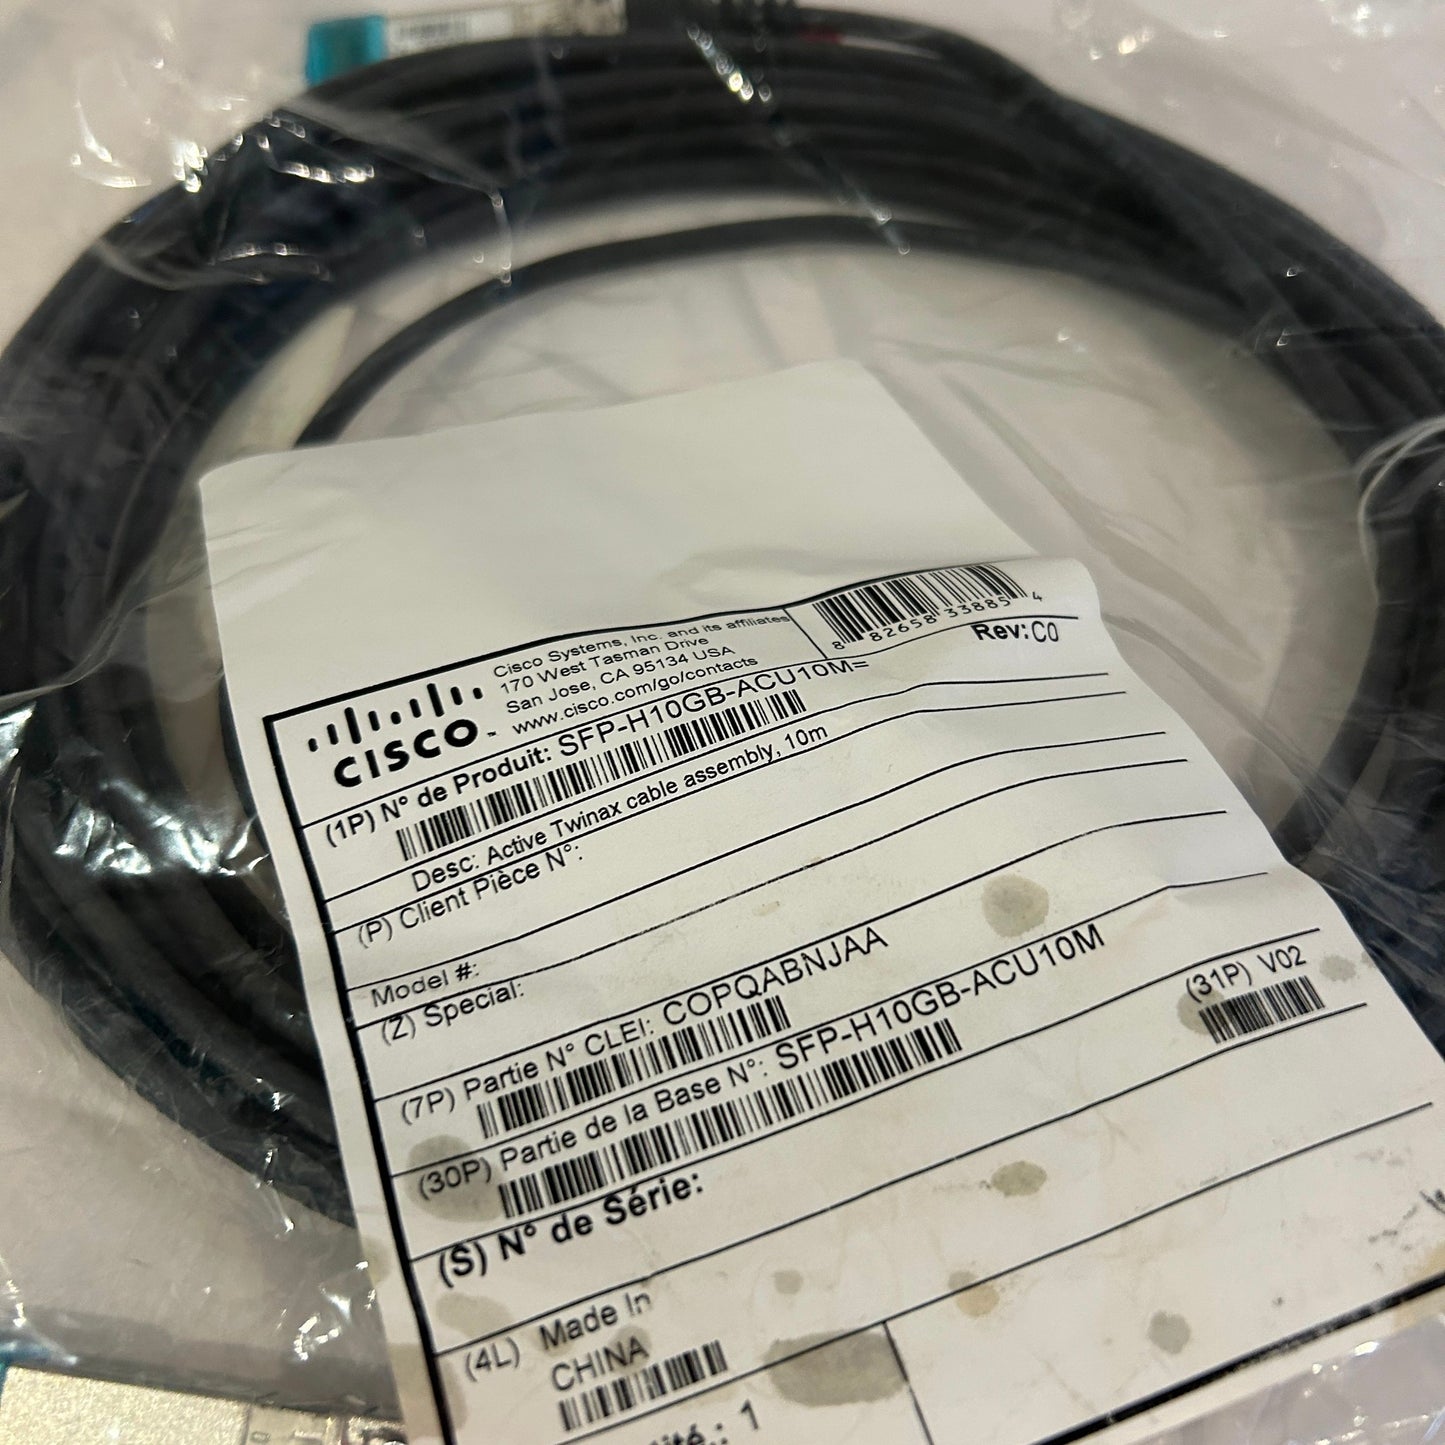 CISCO
Cisco Systems, Inc. and its affiliates
170 West Tasman Drive
San Jose, CA 95134 USA
www.cisco.com/go/contacts
8 82658 33885 4
Rev: C0
(1P) N° de Produit: SFP-H10GB-ACU10M=
Desc: Active Twinax cable assembly, 10m
(P) Client Pièce N°:
Model #:
(Z) Special:
(7P) Partie N° CLEI: COPQABNJAA
(30P) Partie de la Base N°: SFP-H10GB-ACU10M
(31P) V02
(S) N° de Série:
(4L) Made In
CHINA
1